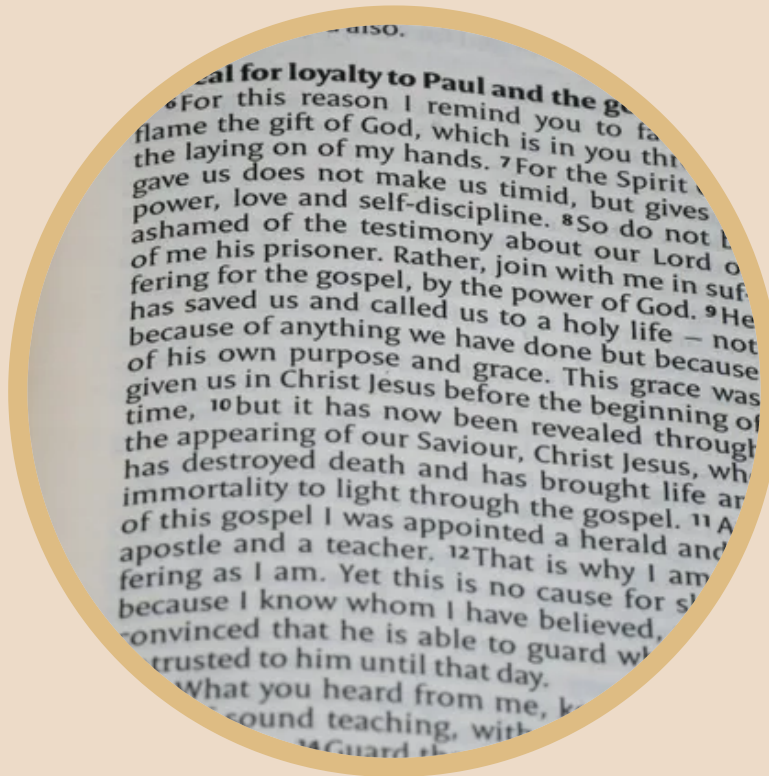 also.
for loyalty to Paul and the
6For this reason I remind you to
flame the gift of God, which is in you
the laying on of my hands. 7For the Spirit
gave us does not make us timid, but gives
power, love and self-discipline. 8So do not
ashamed of the testimony about our Lord
of me his prisoner. Rather, join with me in suf-
fering for the gospel, by the power of God. 9He
has saved us and called us to a holy life – not
because of anything we have done but because
of his own purpose and grace. This grace was
given us in Christ Jesus before the beginning of
time, 10but it has now been revealed through
the appearing of our Saviour, Christ Jesus,
has destroyed death and has brought life
immortality to light through the gospel. 11
of this gospel I was appointed a herald and
apostle and a teacher. 12That is why I am
fering as I am. Yet this is no cause for
because I know whom I have believed,
convinced that he is able to guard
trusted to him until that day.
What you heard from me,
sound teaching, with
14Guard